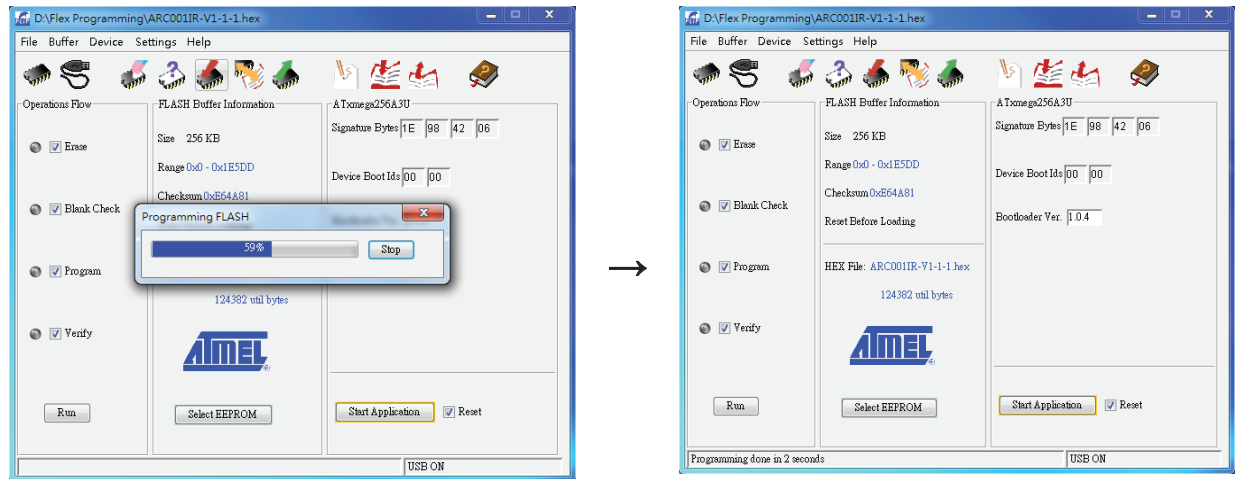 D:\Flex Programming\ARC001IR-V1-1-1.hex
File Buffer Device Settings Help
Operations Flow
Erase
Blank Check
Program
Verify
Run
FLASH Buffer Information
Size 256 KB
Range 0x0 - 0x1E5DD
Checksum 0xE64A81
Programming FLASH
59%
Stop
124382 util bytes
ATMEL
Select EEPROM
ATxmega256A3U
Signature Bytes 1E 98 42 06
Device Boot Ids 00 00
Start Application
Reset
USB ON
→
D:\Flex Programming\ARC001IR-V1-1-1.hex
File Buffer Device Settings Help
Operations Flow
Erase
Blank Check
Program
Verify
Run
FLASH Buffer Information
Size 256 KB
Range 0x0 - 0x1E5DD
Checksum 0xE64A81
Reset Before Loading
HEX File: ARC001IR-V1-1-1.hex
124382 util bytes
ATMEL
Select EEPROM
ATxmega256A3U
Signature Bytes 1E 98 42 06
Device Boot Ids 00 00
Bootloader Ver. 1.0.4
Start Application
Reset
Programming done in 2 seconds
USB ON